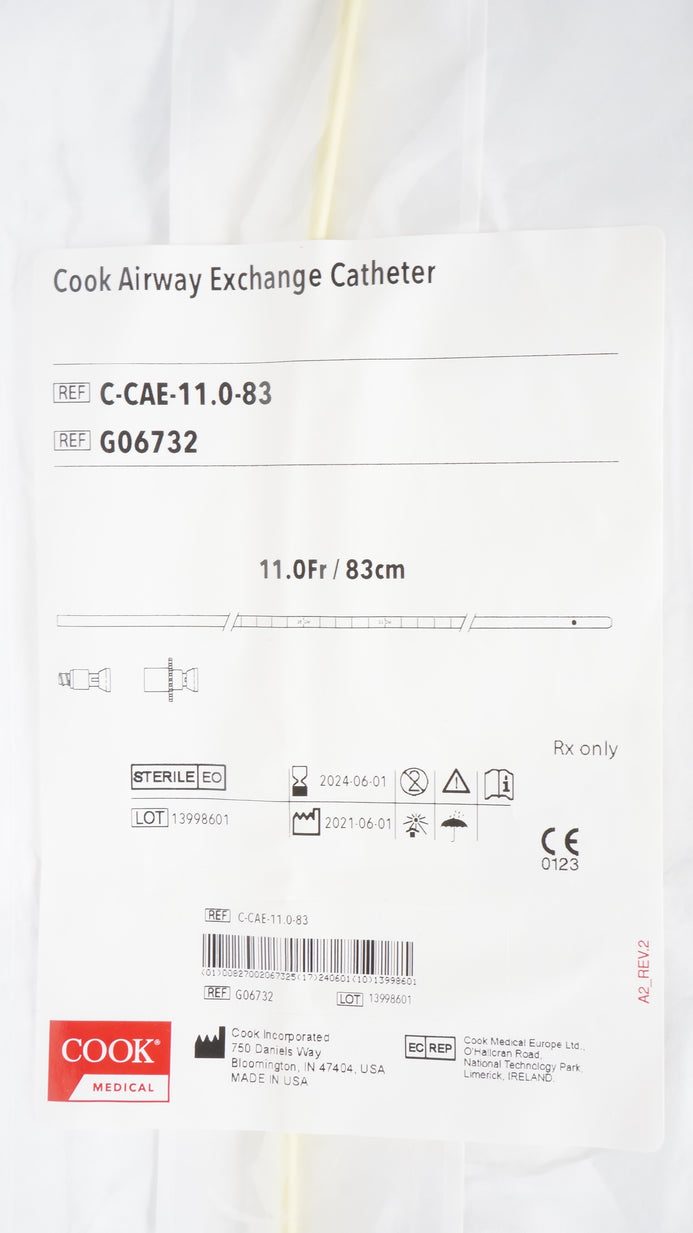 Cook Airway Exchange Catheter
REF C-CAE-11.0-83
REF G06732
11.0Fr / 83cm
Rx only
STERILE EO 2024-06-01
LOT 13998601 2021-06-01
CE
0123
REF C-CAE-11.0-83
(01)00827002067325(17)240601(10)13998601
REF G06732 LOT 13998601
A2_REV.2
COOK®
MEDICAL
Cook Incorporated
750 Daniels Way
Bloomington, IN 47404, USA
MADE IN USA
EC REP
Cook Medical Europe Ltd.,
O'Halloran Road,
National Technology Park,
Limerick, IRELAND.